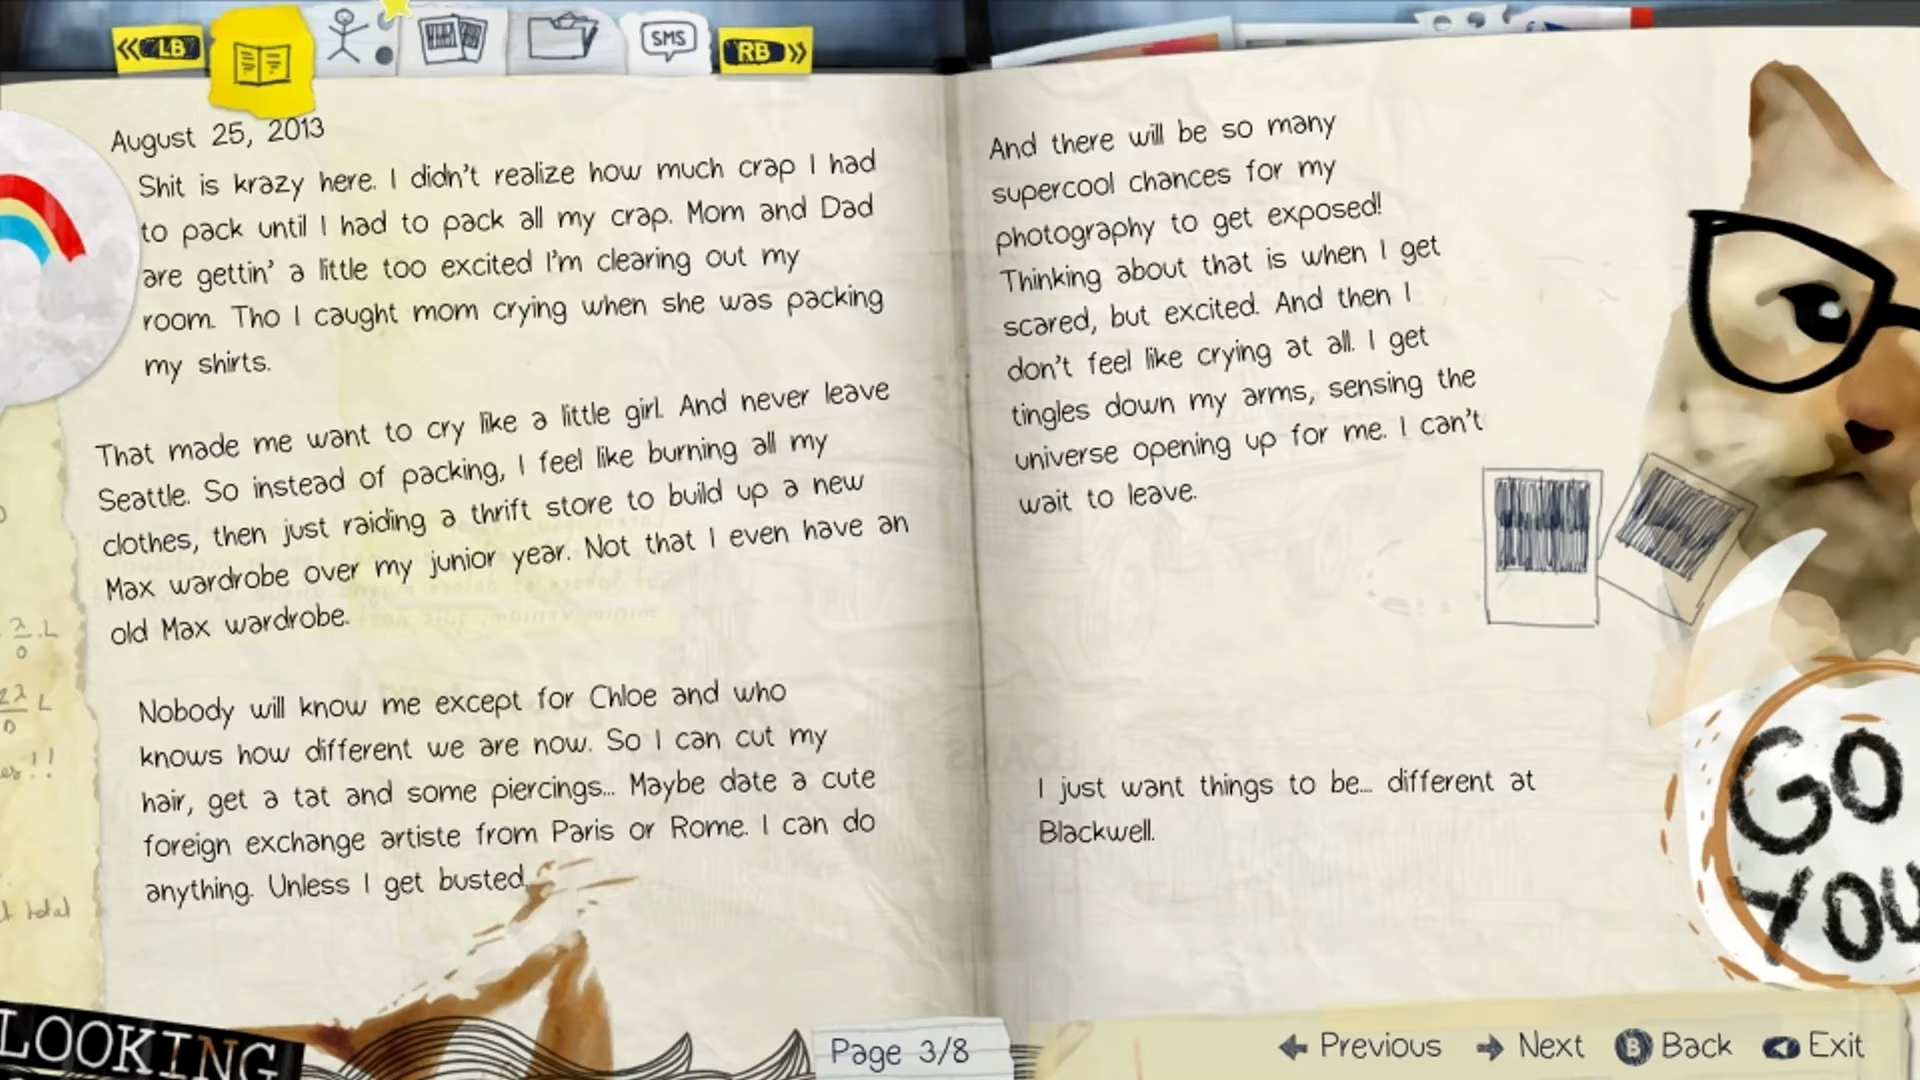 LB
SMS
RB
August 25, 2013
Shit is krazy here. I didn't realize how much crap I had
to pack until I had to pack all my crap. Mom and Dad
are gettin' a little too excited I'm clearing out my
room. Tho I caught mom crying when she was packing
my shirts.
That made me want to cry like a little girl. And never leave
Seattle. So instead of packing, I feel like burning all my
clothes, then just raiding a thrift store to build up a new
Max wardrobe over my junior year. Not that I even have an
old Max wardrobe.
Nobody will know me except for Chloe and who
knows how different we are now. So I can cut my
hair, get a tat and some piercings... Maybe date a cute
foreign exchange artiste from Paris or Rome. I can do
anything. Unless I get busted.
And there will be so many
supercool chances for my
photography to get exposed!
Thinking about that is when I get
scared, but excited. And then I
don't feel like crying at all. I get
tingles down my arms, sensing the
universe opening up for me. I can't
wait to leave.
I just want things to be... different at
Blackwell.
GO
YOU
LOOKING
total
Page 3/8
Previous
Next
B Back
Exit